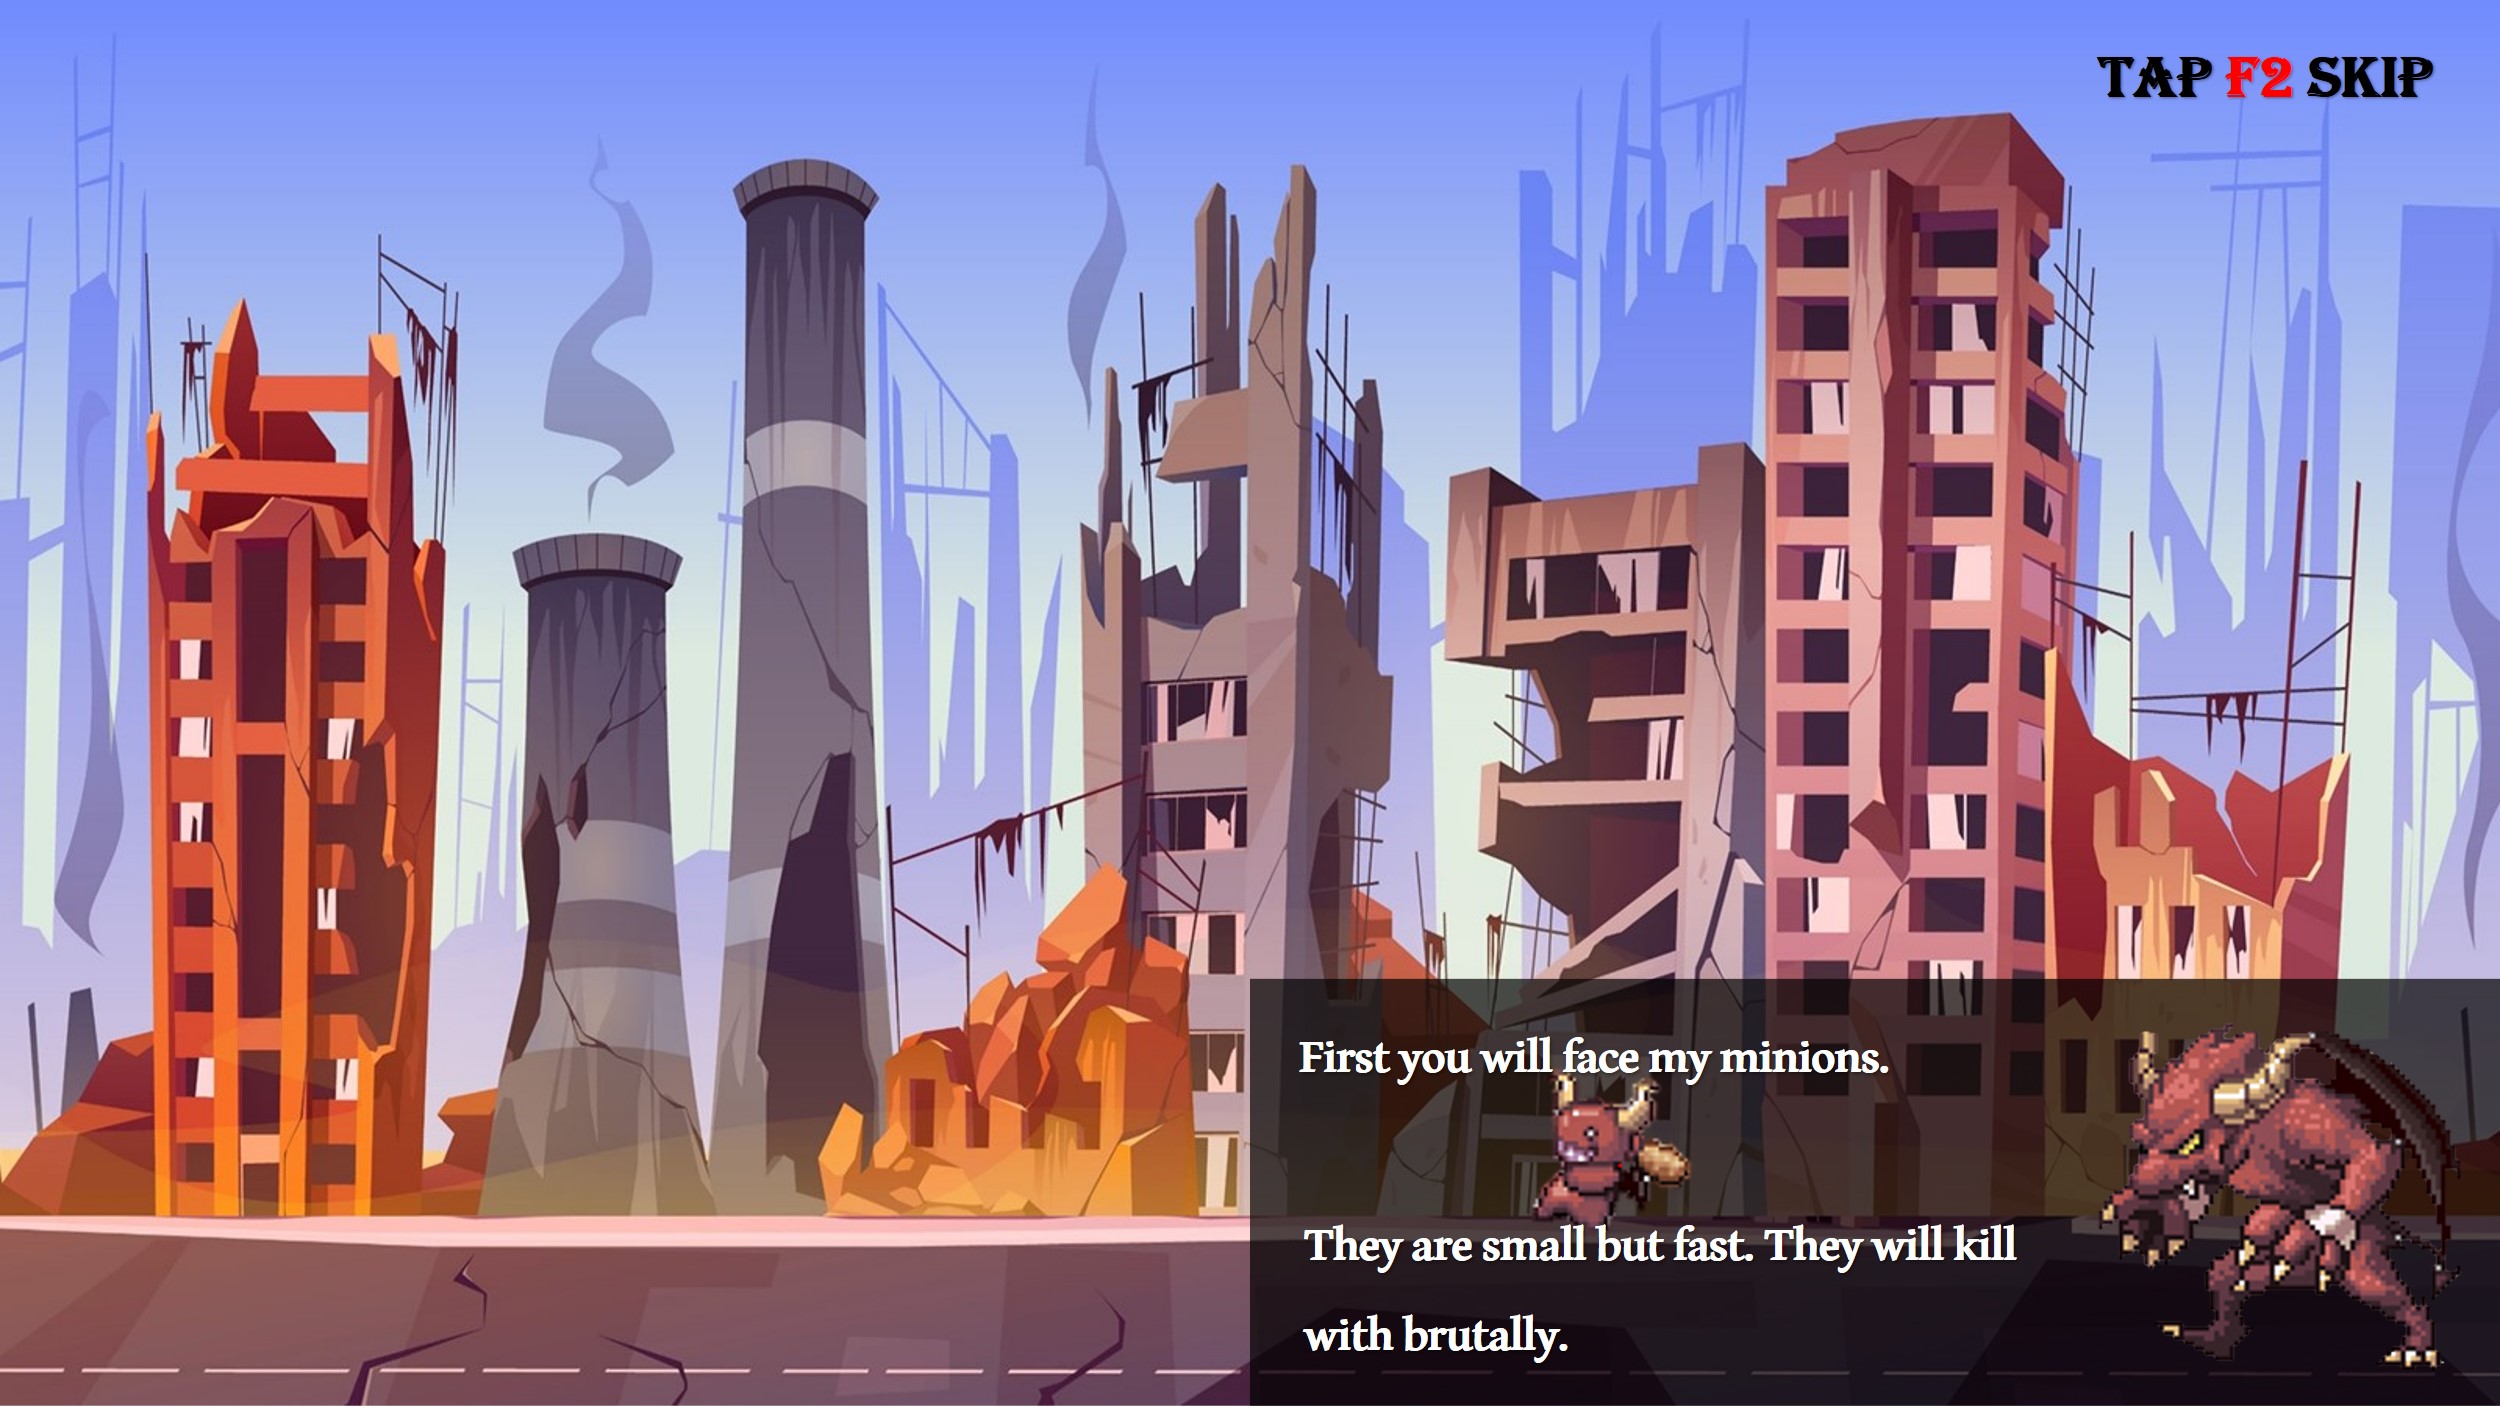 TAP F2 SKIP
First you will face my minions.
They are small but fast. They will kill
with brutally.